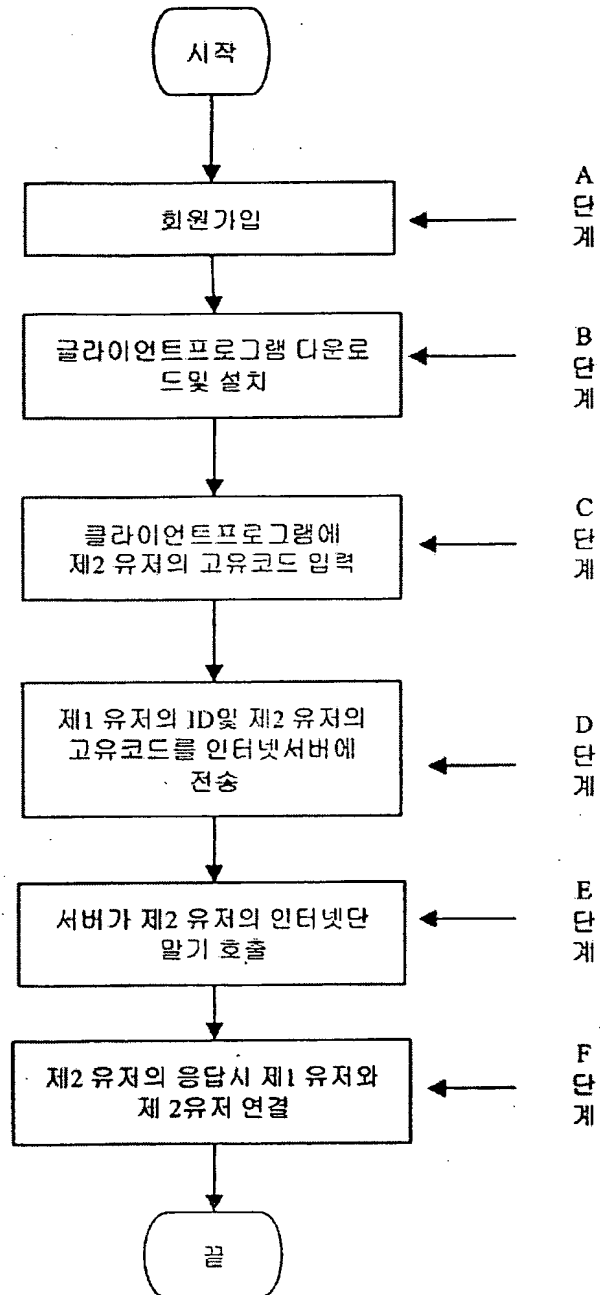 시작
회원가입
A
단
계
클라이언트프로그램 다운로
드및 설치
B
단
계
클라이언트프로그램에
제2 유저의 고유코드 입력
C
단
계
제1 유저의 ID및 제2 유저의
고유코드를 인터넷서버에
전송
D
단
계
서버가 제2 유저의 인터넷단
말기 호출
E
단
계
제2 유저의 응답시 제1 유저와
제 2유저 연결
F
단
계
끝